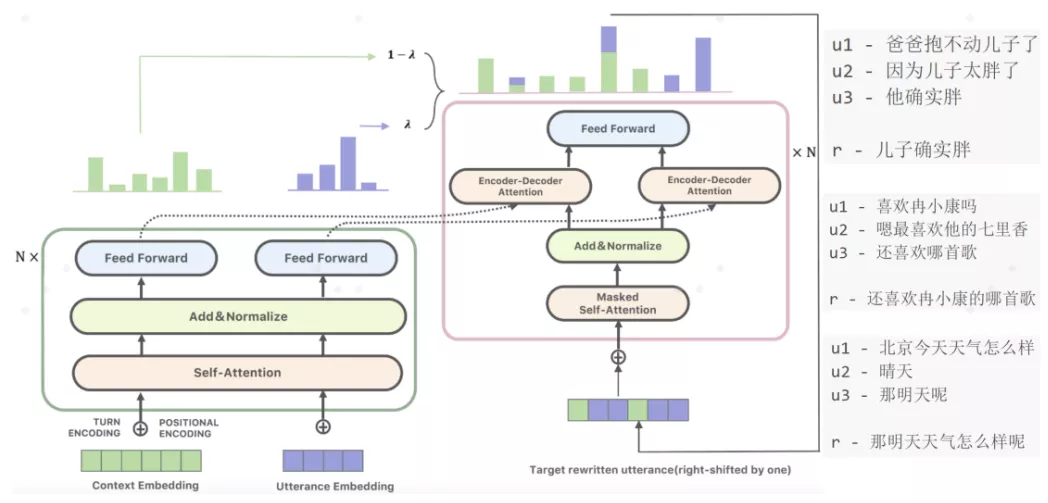 1−λ
λ
Feed Forward
Encoder-Decoder
Attention
Encoder-Decoder
Attention
Add&Normalize
Masked
Self-Attention
× N
Target rewritten utterance(right-shifted by one)
N ×
Feed Forward
Feed Forward
Add&Normalize
Self-Attention
TURN
ENCODING
POSITIONAL
ENCODING
Context Embedding
Utterance Embedding
u1 - 爸爸抱不动儿子了
u2 - 因为儿子太胖了
u3 - 他确实胖
r - 儿子确实胖
u1 - 喜欢冉小康吗
u2 - 嗯最喜欢他的七里香
u3 - 还喜欢哪首歌
r - 还喜欢冉小康的哪首歌
u1 - 北京今天天气怎么样
u2 - 晴天
u3 - 那明天呢
r - 那明天天气怎么样呢